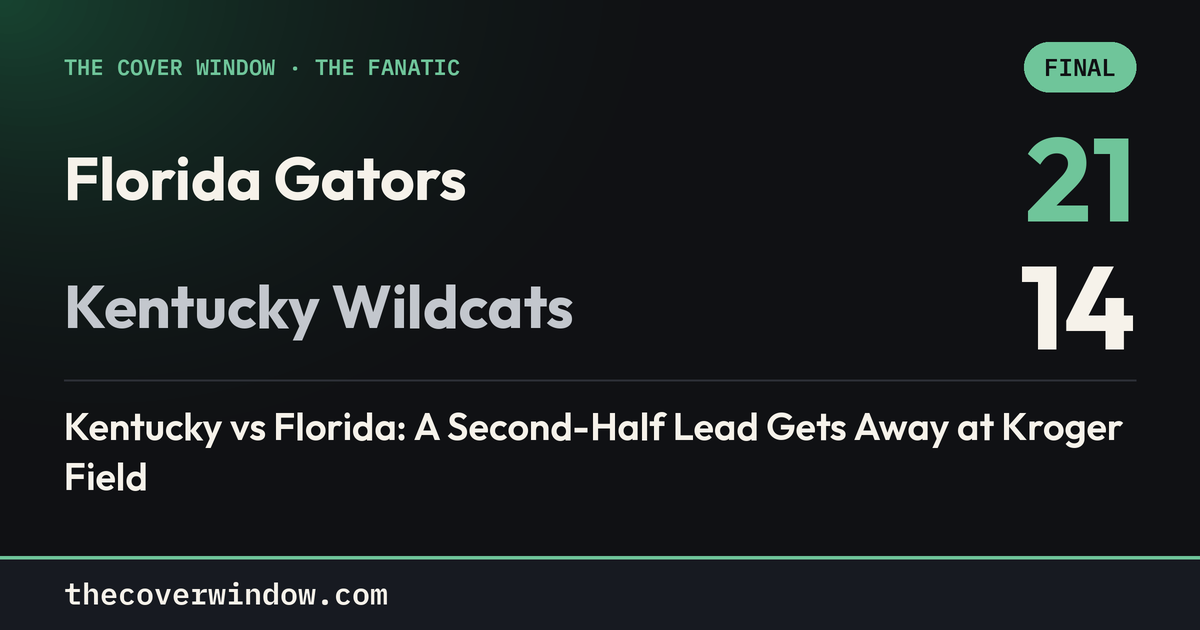 THE COVER WINDOW · THE FANATIC
FINAL
Florida Gators
21
Kentucky Wildcats
14
Kentucky vs Florida: A Second-Half Lead Gets Away at Kroger
Field
thecoverwindow.com